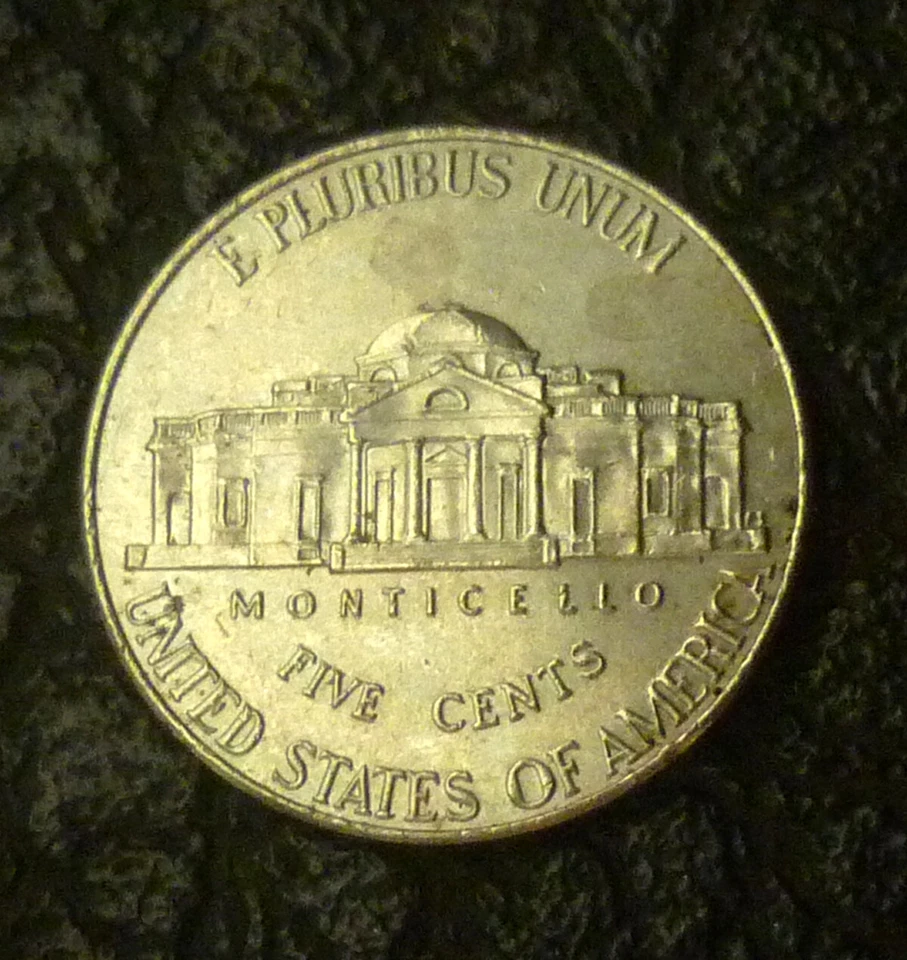 E PLURIBUS UNUM
MONTICELLO
FIVE CENTS
UNITED STATES OF AMERICA